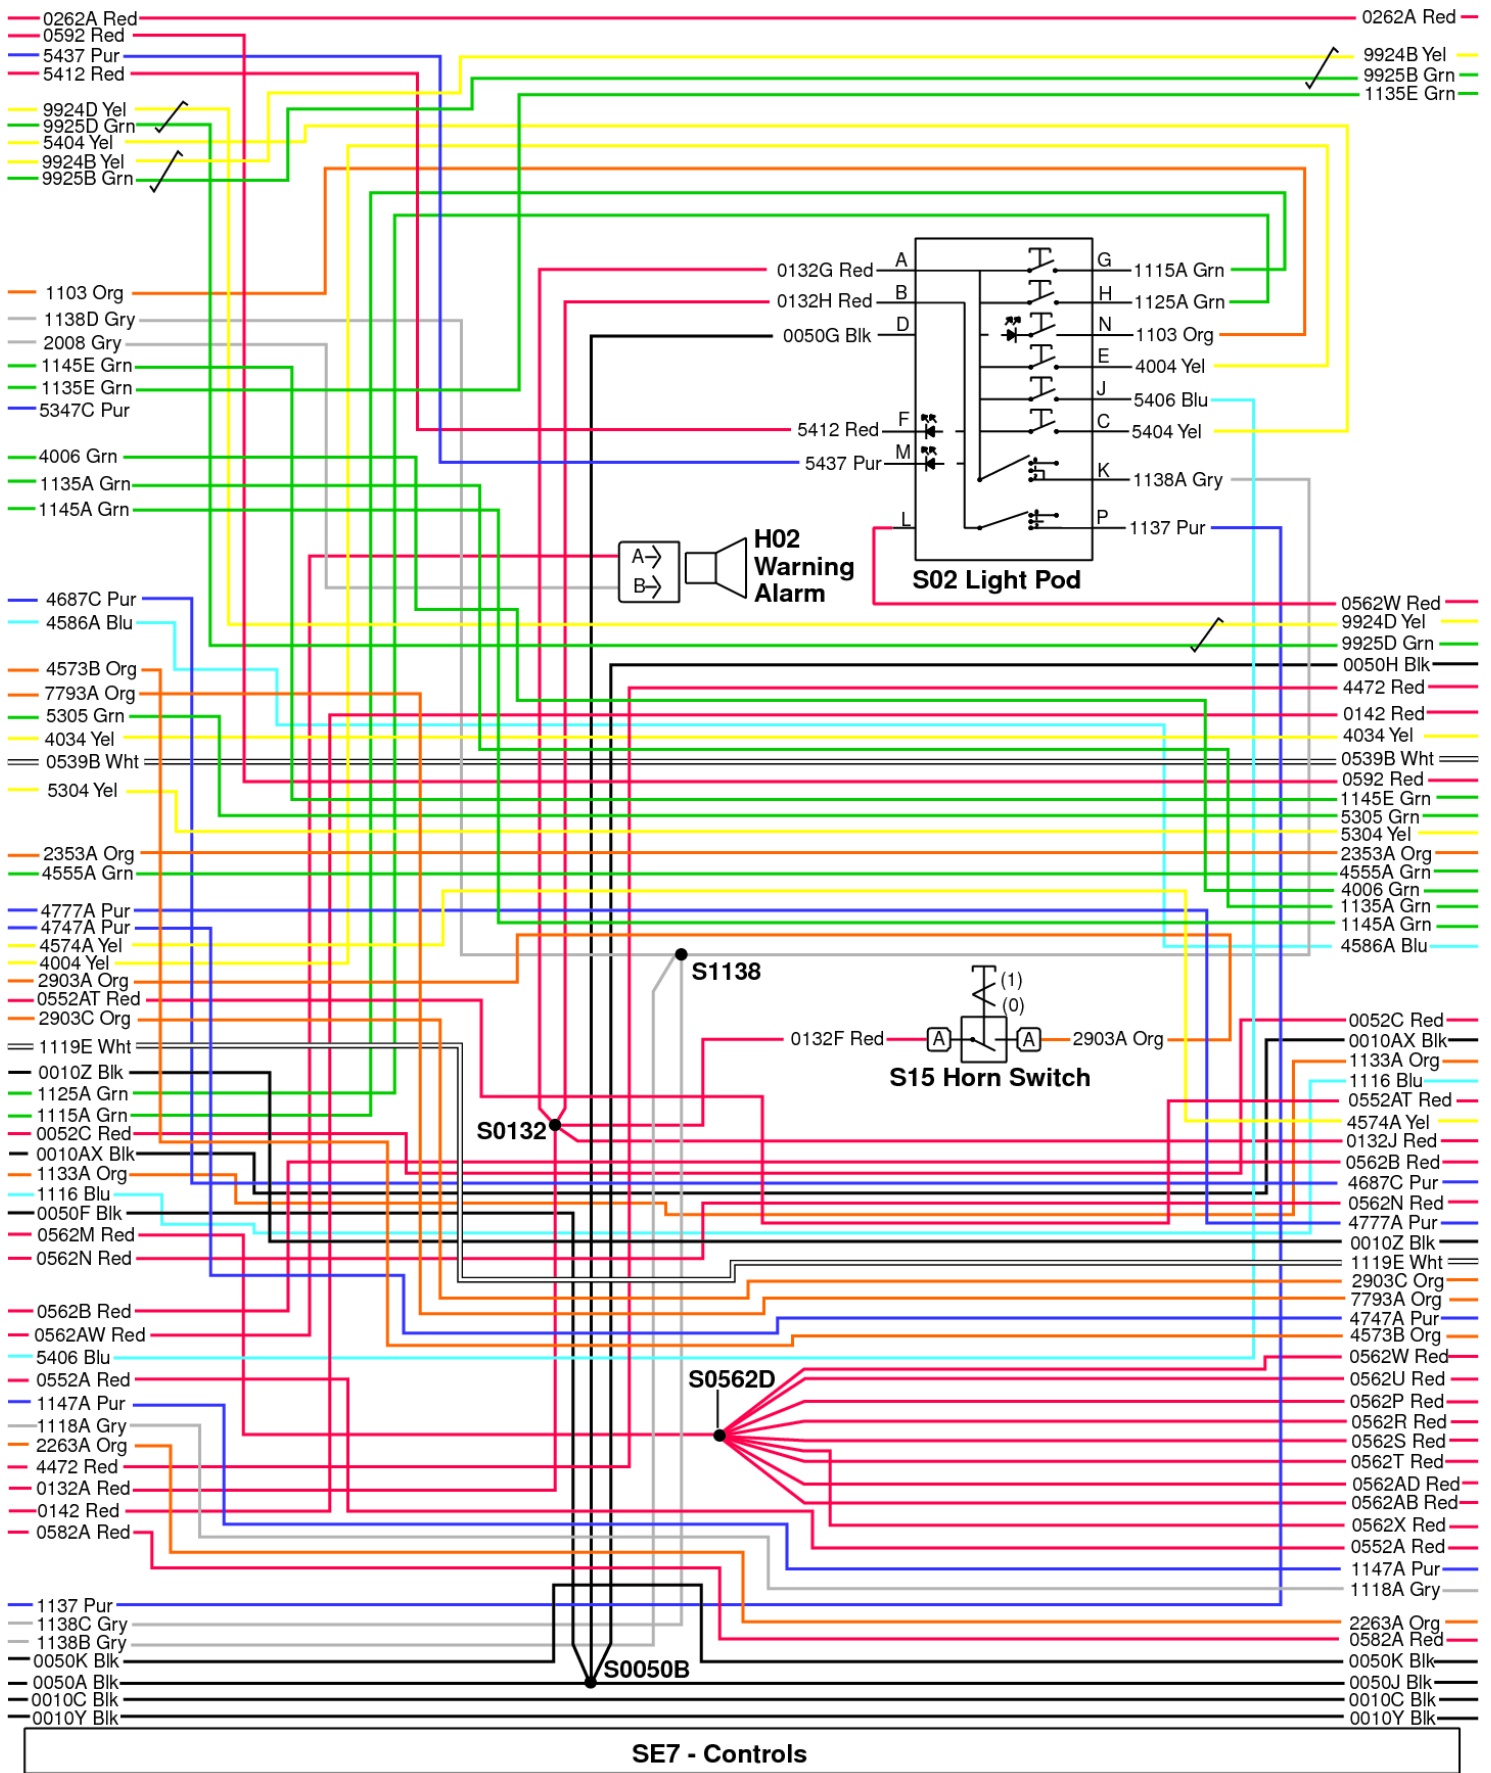 0262A Red
0262A Red
0592 Red
5437 Pur
9924B Yel
5412 Red
9925B Grn
1135E Grn
9924D Yel
9925D Grn
5404 Yel
9924B Yel
9925B Grn
0132G Red
A
G
1115A Grn
1103 Org
0132H Red
B
H
1125A Grn
1138D Gry
0050G Blk
D
N
1103 Org
2008 Gry
1145E Grn
E
4004 Yel
1135E Grn
J
5406 Blu
5347C Pur
5412 Red
F
C
5404 Yel
4006 Grn
5437 Pur
M
K
1138A Gry
1135A Grn
1145A Grn
L
P
1137 Pur
A
B
H02
Warning
Alarm
S02 Light Pod
4687C Pur
0562W Red
4586A Blu
9924D Yel
9925D Grn
4573B Org
0050H Blk
7793A Org
4472 Red
5305 Grn
0142 Red
4034 Yel
4034 Yel
0539B Wht
0539B Wht
5304 Yel
0592 Red
1145E Grn
5305 Grn
5304 Yel
2353A Org
2353A Org
4555A Grn
4555A Grn
4006 Grn
4777A Pur
1135A Grn
4747A Pur
1145A Grn
4574A Yel
4586A Blu
4004 Yel
S1138
2903A Org
(1)
0552AT Red
(0)
2903C Org
0052C Red
0132F Red
A
A
2903A Org
0010AX Blk
1119E Wht
1133A Org
0010Z Blk
S15 Horn Switch
1116 Blu
1125A Grn
0552AT Red
1115A Grn
4574A Yel
0052C Red
S0132
0132J Red
0010AX Blk
0562B Red
1133A Org
4687C Pur
1116 Blu
0562N Red
0050F Blk
4777A Pur
0562M Red
0010Z Blk
0562N Red
1119E Wht
2903C Org
0562B Red
7793A Org
0562AW Red
4747A Pur
4573B Org
5406 Blu
0562W Red
0552A Red
S0562D
0562U Red
1147A Pur
0562P Red
1118A Gry
0562R Red
2263A Org
0562S Red
4472 Red
0562T Red
0132A Red
0562AD Red
0142 Red
0562AB Red
0582A Red
0562X Red
0552A Red
1147A Pur
1118A Gry
1137 Pur
1138C Gry
2263A Org
1138B Gry
0582A Red
0050K Blk
S0050B
0050K Blk
0050A Blk
0050J Blk
0010C Blk
0010C Blk
0010Y Blk
0010Y Blk
SE7 - Controls